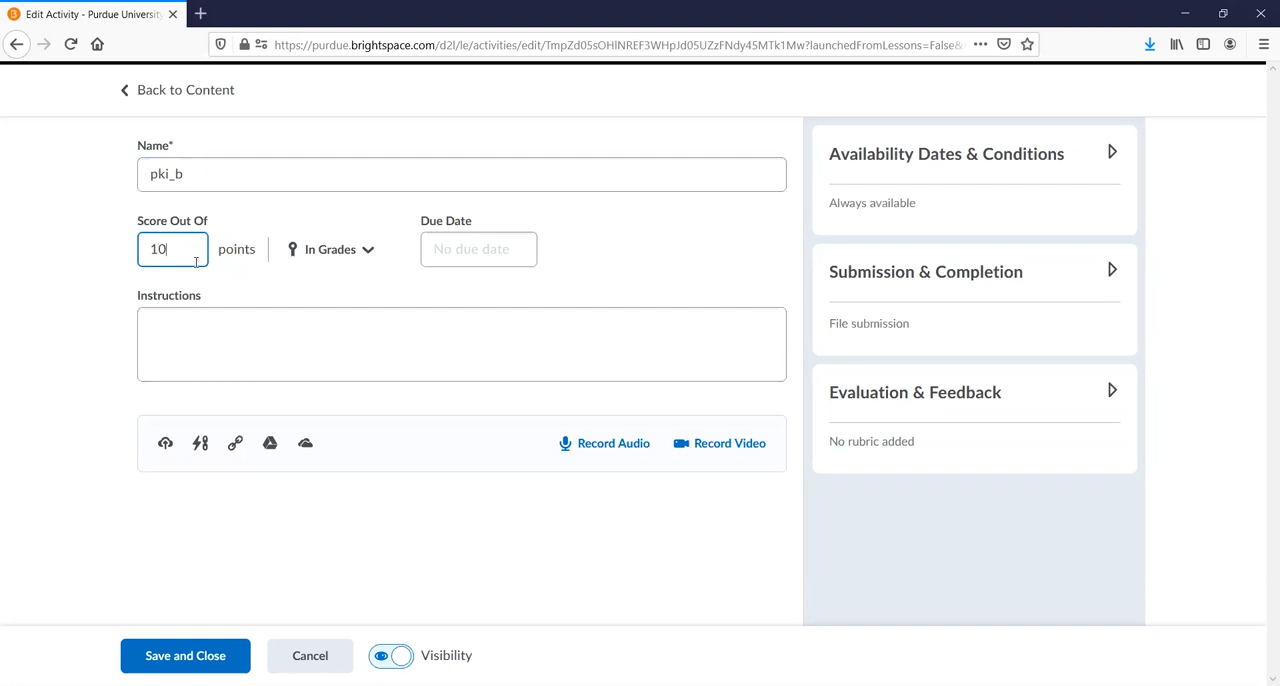 Edit Activity - Purdue University
https://purdue.brightspace.com/d2l/le/activities/edit/TmpZd05sOHlNREF3WHpJd05UZzFNdy45MTk1Mw?launchedFromLessons=False&
Back to Content
Name*
pki_b
Score Out Of
10
points
In Grades
Due Date
No due date
Instructions
Record Audio
Record Video
Availability Dates & Conditions
Always available
Submission & Completion
File submission
Evaluation & Feedback
No rubric added
Save and Close
Cancel
Visibility